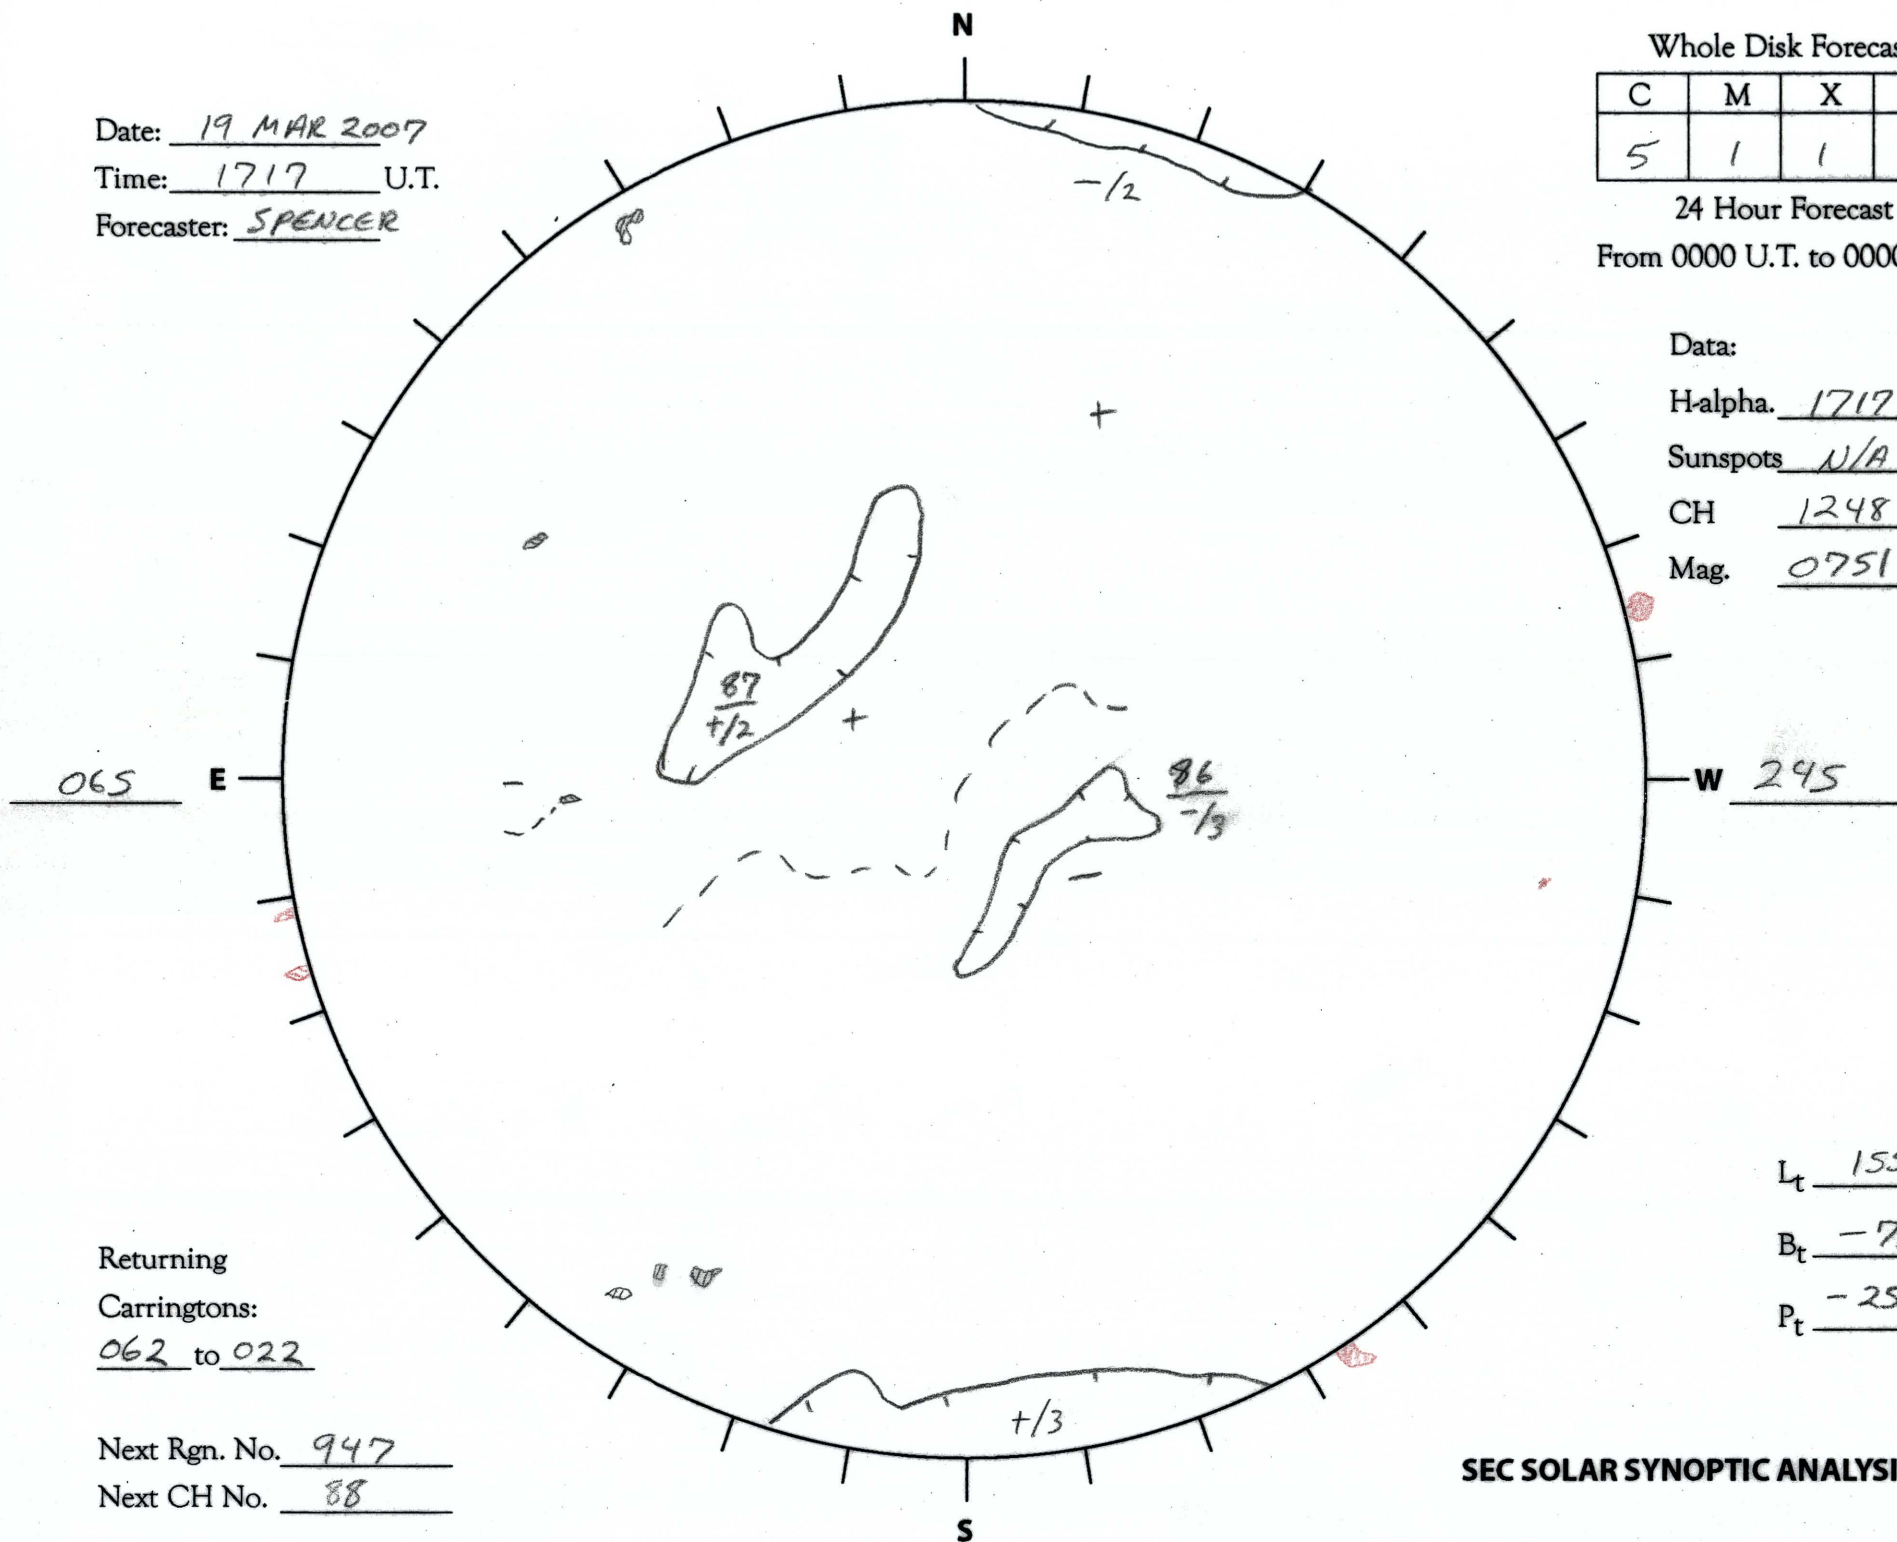 N
Whole Disk Forecas
C M X
5 1 1
24 Hour Forecast
From 0000 U.T. to 000
Date: 19 MAR 2007
Time: 1717 U.T.
Forecaster: SPENCER
Data:
H-alpha. 1717
Sunspots N/A
CH 1248
Mag. 0751
-/2
+
87
+/2
+
86
-/3
065 E
W 245
-
-
Lt 155
Bt -7
Pt -25
Returning
Carringtons:
062 to 022
Next Rgn. No. 947
Next CH No. 88
+/3
SEC SOLAR SYNOPTIC ANALYSI
S